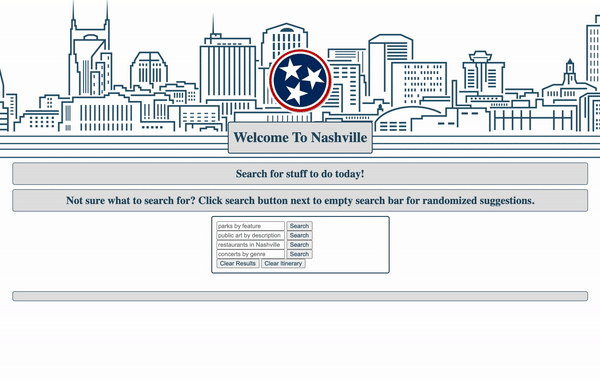 Welcome To Nashville
Search for stuff to do today!
Not sure what to search for? Click search button next to empty search bar for randomized suggestions.
parks by feature Search
public art by description Search
restaurants in Nashville Search
concerts by genre Search
Clear Results Clear Itinerary